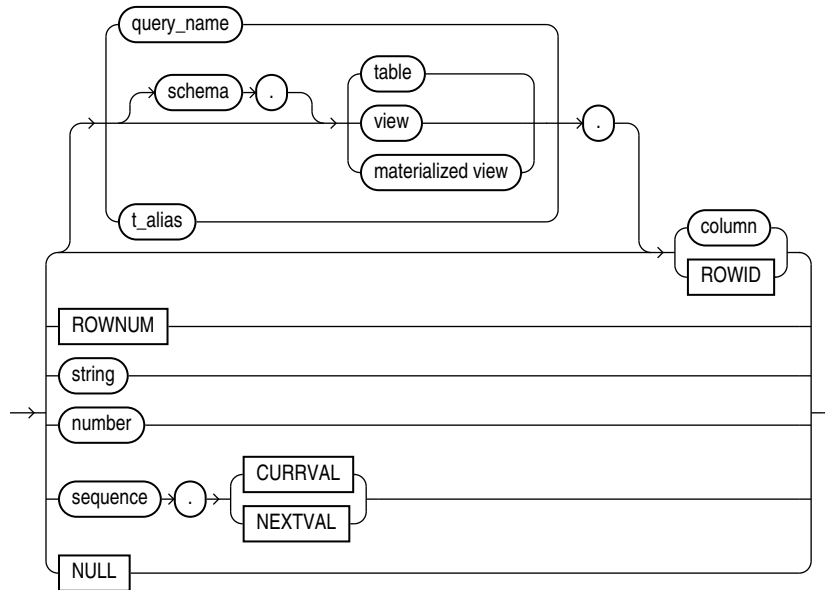 query_name
table
schema .
view .
materialized view
t_alias
column
ROWID
ROWNUM
string
number
CURRVAL
sequence .
NEXTVAL
NULL